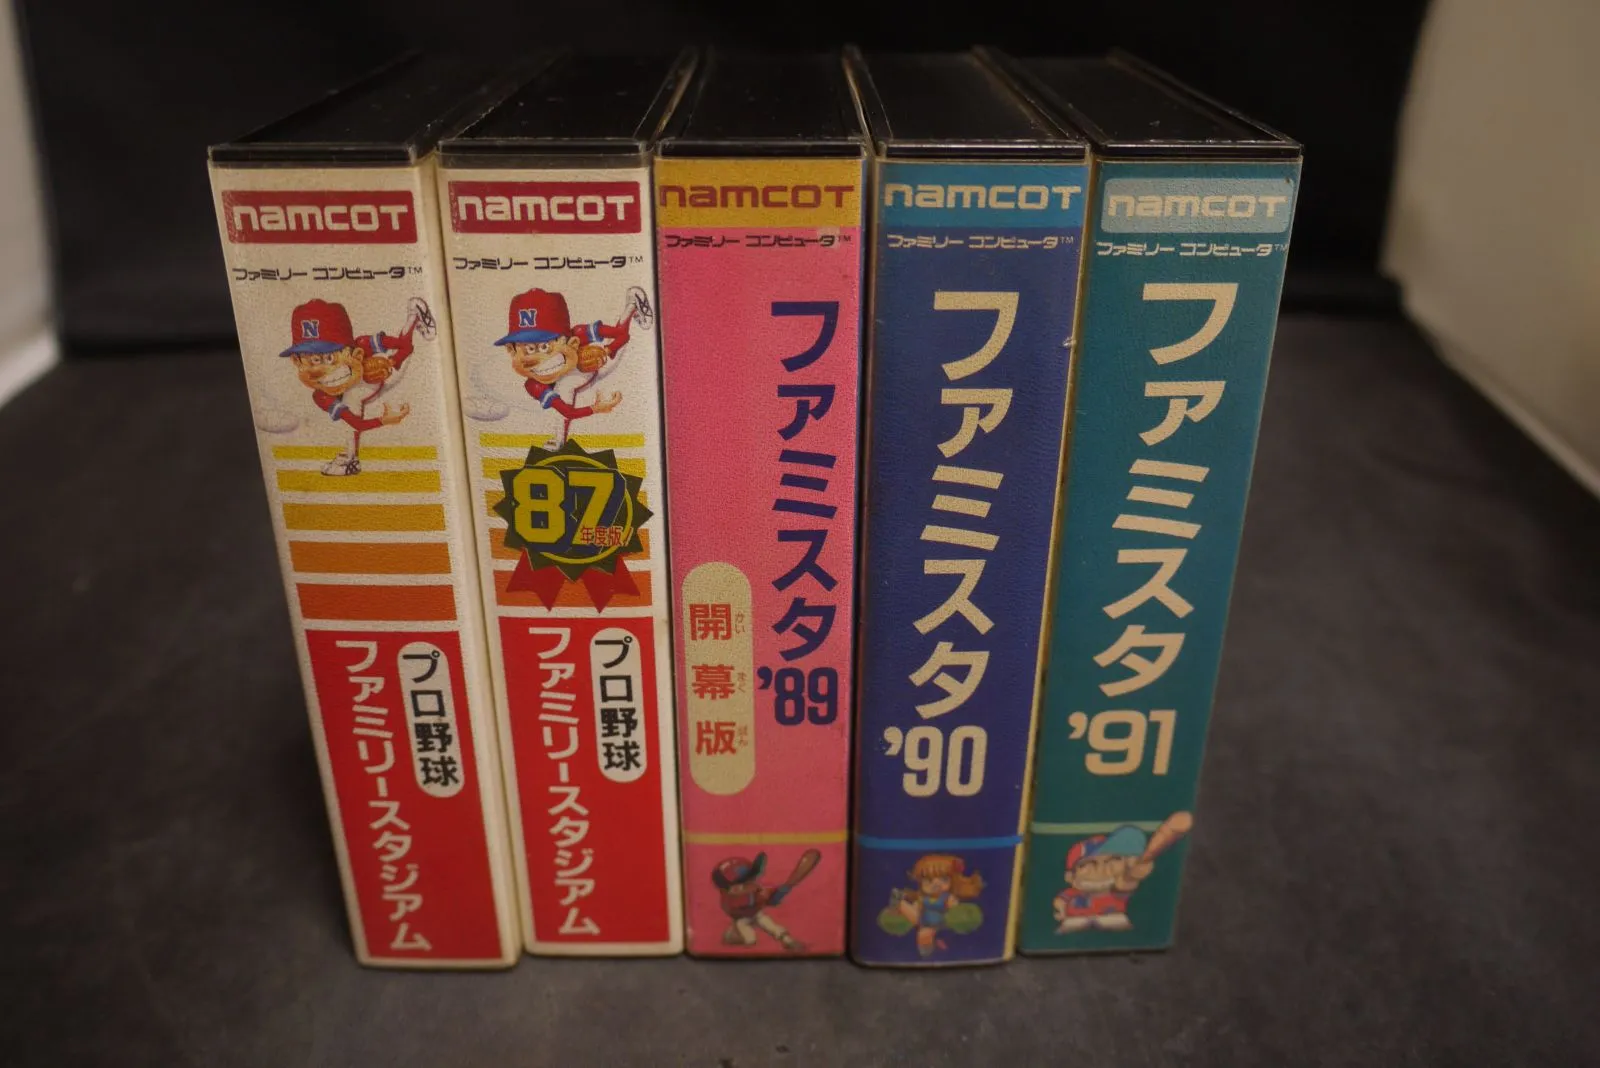 namcoT
ファミリー コンピュータ™
N
プロ野球
ファミリースタジアム
namcoT
ファミリー コンピュータ™
N
87
年度版
プロ野球
ファミリースタジアム
namcoT
ファミリー コンピュータ™
ファミスタ'89
開幕版
かい
まく
ばん
namcoT
ファミリー コンピュータ™
ファミスタ'90
namcoT
ファミリー コンピュータ™
ファミスタ'91